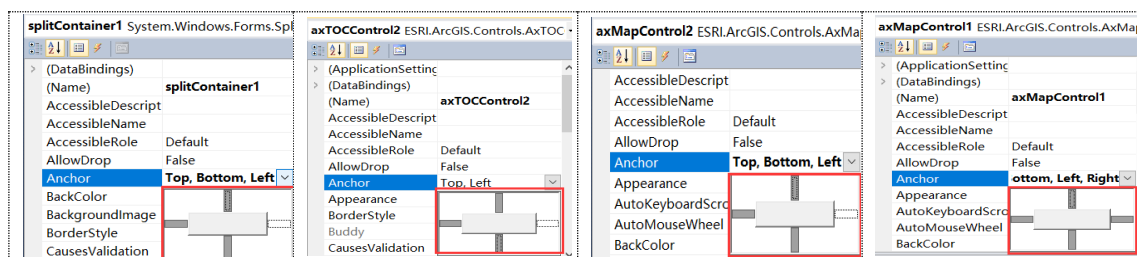 splitContainer1 System.Windows.Forms.Spl
(DataBindings)
(Name) splitContainer1
AccessibleDescript
AccessibleName
AccessibleRole Default
AllowDrop False
Anchor Top, Bottom, Left
BackColor
BackgroundImage
BorderStyle
CausesValidation
axTOCControl2 ESRI.ArcGIS.Controls.AxTOC
(ApplicationSetting
(DataBindings)
(Name) axTOCControl2
AccessibleDescript
AccessibleName
AccessibleRole Default
AllowDrop False
Anchor Top, Left
Appearance
BorderStyle
Buddy
CausesValidation
axMapControl2 ESRI.ArcGIS.Controls.AxMap
AccessibleDescript
AccessibleName
AccessibleRole Default
AllowDrop False
Anchor Top, Bottom, Left
Appearance
AutoKeyboardScro
AutoMouseWheel
BackColor
axMapControl1 ESRI.ArcGIS.Controls.AxMap
(ApplicationSetting
(DataBindings)
(Name) axMapControl1
AccessibleDescript
AccessibleName
AccessibleRole Default
AllowDrop False
Anchor ottom, Left, Right
Appearance
AutoKeyboardScro
AutoMouseWheel
BackColor